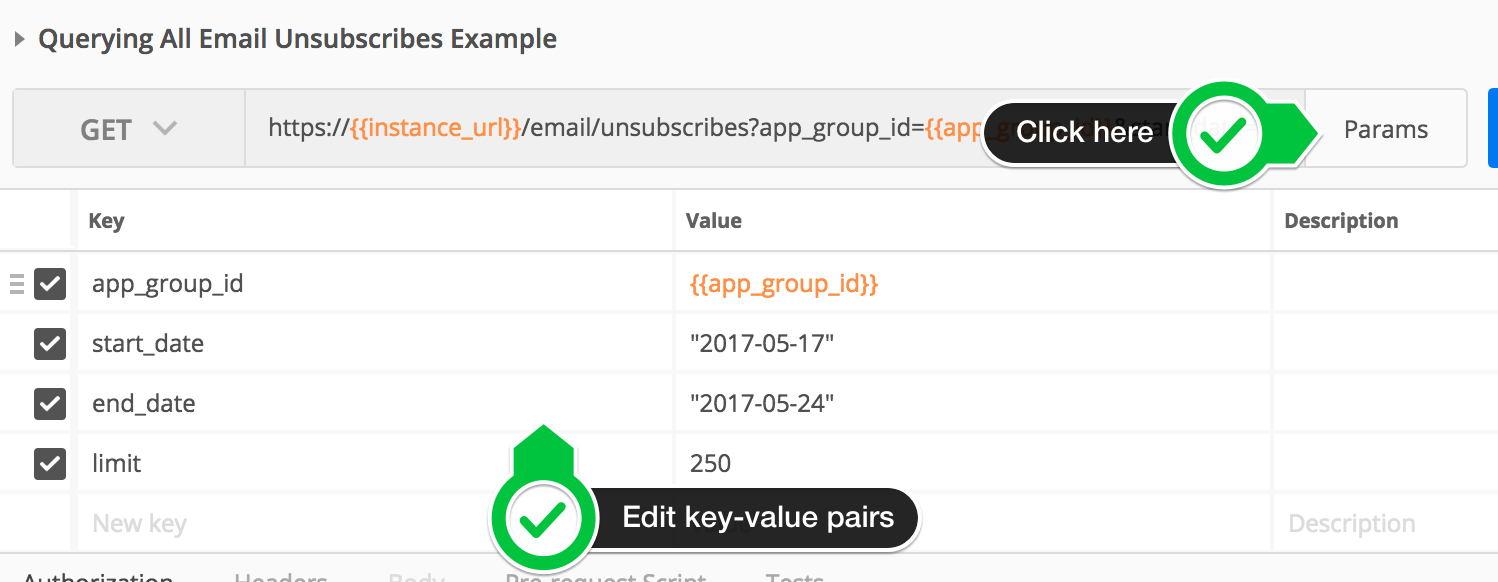 Querying All Email Unsubscribes Example
GET https://{{instance_url}}/email/unsubscribes?app_group_id={{app Click here Params
Key Value Description
app_group_id {{app_group_id}}
start_date "2017-05-17"
end_date "2017-05-24"
limit 250
New key Edit key-value pairs Description
Authorization Headers Body Pre-request Script Tests